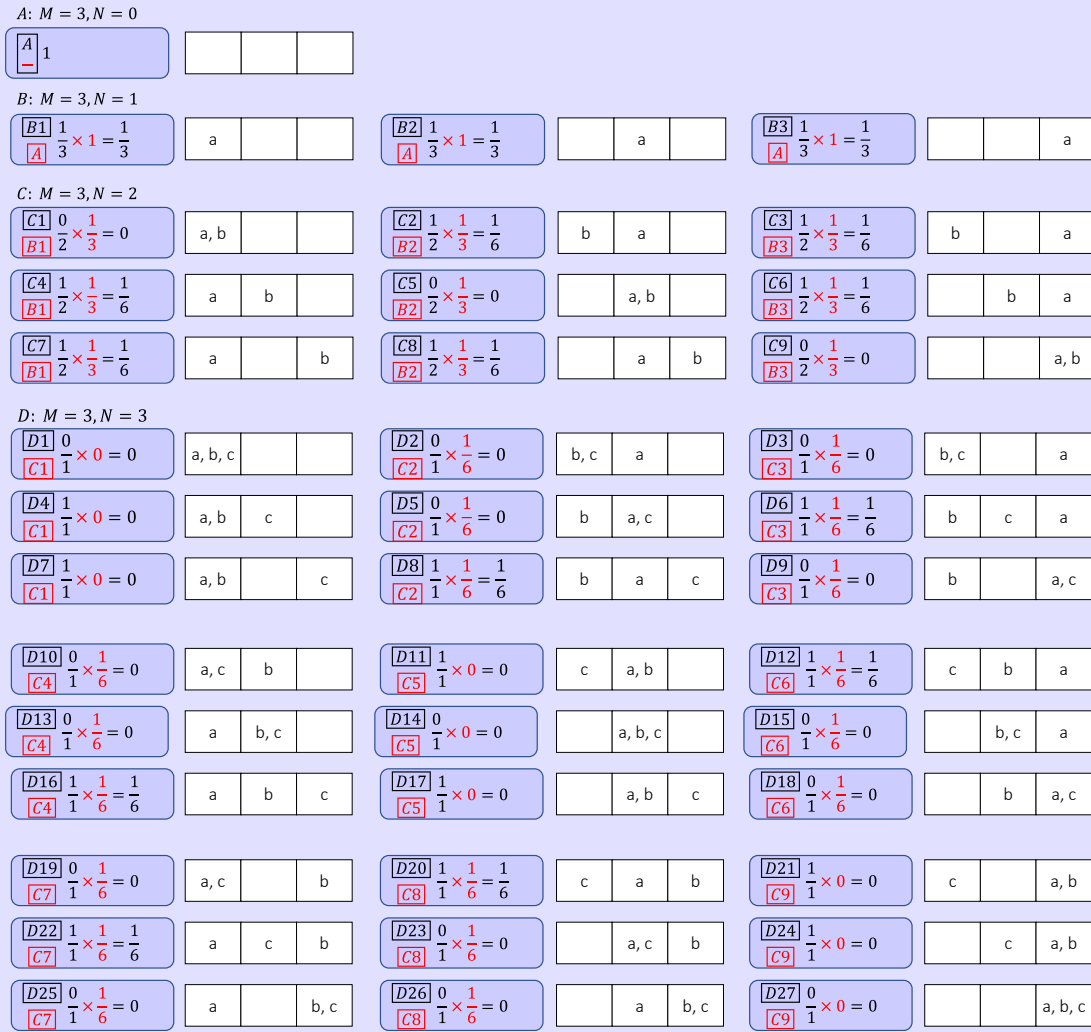 A: M = 3, N = 0
A 1
–
B: M = 3, N = 1
B1 1/3 × 1 = 1/3 a B2 1/3 × 1 = 1/3 a B3 1/3 × 1 = 1/3 a
A A A
C: M = 3, N = 2
C1 0/2 × 1/3 = 0 a, b C2 1/2 × 1/3 = 1/6 b a C3 1/2 × 1/3 = 1/6 b a
B1 B2 B3
C4 1/2 × 1/3 = 1/6 a b C5 0/2 × 1/3 = 0 a, b C6 1/2 × 1/3 = 1/6 b a
B1 B2 B3
C7 1/2 × 1/3 = 1/6 a b C8 1/2 × 1/3 = 1/6 a b C9 0/2 × 1/3 = 0 a, b
B1 B2 B3
D: M = 3, N = 3
D1 0/1 × 0 = 0 a, b, c D2 0/1 × 1/6 = 0 b, c a D3 0/1 × 1/6 = 0 b, c a
C1 C2 C3
D4 1/1 × 0 = 0 a, b c D5 0/1 × 1/6 = 0 b a, c D6 1/1 × 1/6 = 1/6 b c a
C1 C2 C3
D7 1/1 × 0 = 0 a, b c D8 1/1 × 1/6 = 1/6 b a c D9 0/1 × 1/6 = 0 b a, c
C1 C2 C3
D10 0/1 × 1/6 = 0 a, c b D11 1/1 × 0 = 0 c a, b D12 1/1 × 1/6 = 1/6 c b a
C4 C5 C6
D13 0/1 × 1/6 = 0 a b, c D14 0/1 × 0 = 0 a, b, c D15 0/1 × 1/6 = 0 b, c a
C4 C5 C6
D16 1/1 × 1/6 = 1/6 a b c D17 1/1 × 0 = 0 a, b c D18 0/1 × 1/6 = 0 b a, c
C4 C5 C6
D19 0/1 × 1/6 = 0 a, c b D20 1/1 × 1/6 = 1/6 c a b D21 1/1 × 0 = 0 c a, b
C7 C8 C9
D22 1/1 × 1/6 = 1/6 a c b D23 0/1 × 1/6 = 0 a, c b D24 1/1 × 0 = 0 c a, b
C7 C8 C9
D25 0/1 × 1/6 = 0 a b, c D26 0/1 × 1/6 = 0 a b, c D27 0/1 × 0 = 0 a, b, c
C7 C8 C9